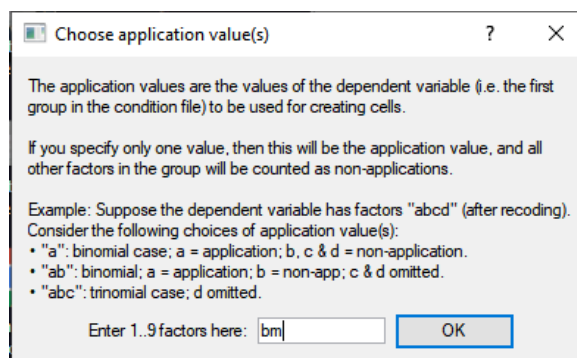 Choose application value(s)
?
The application values are the values of the dependent variable (i.e. the first
group in the condition file) to be used for creating cells.
If you specify only one value, then this will be the application value, and all
other factors in the group will be counted as non-applications.
Example: Suppose the dependent variable has factors "abcd" (after recoding).
Consider the following choices of application value(s):
• "a": binomial case; a = application; b, c & d = non-application.
• "ab": binomial; a = application; b = non-app; c & d omitted.
• "abc": trinomial case; d omitted.
Enter 1..9 factors here: bm OK